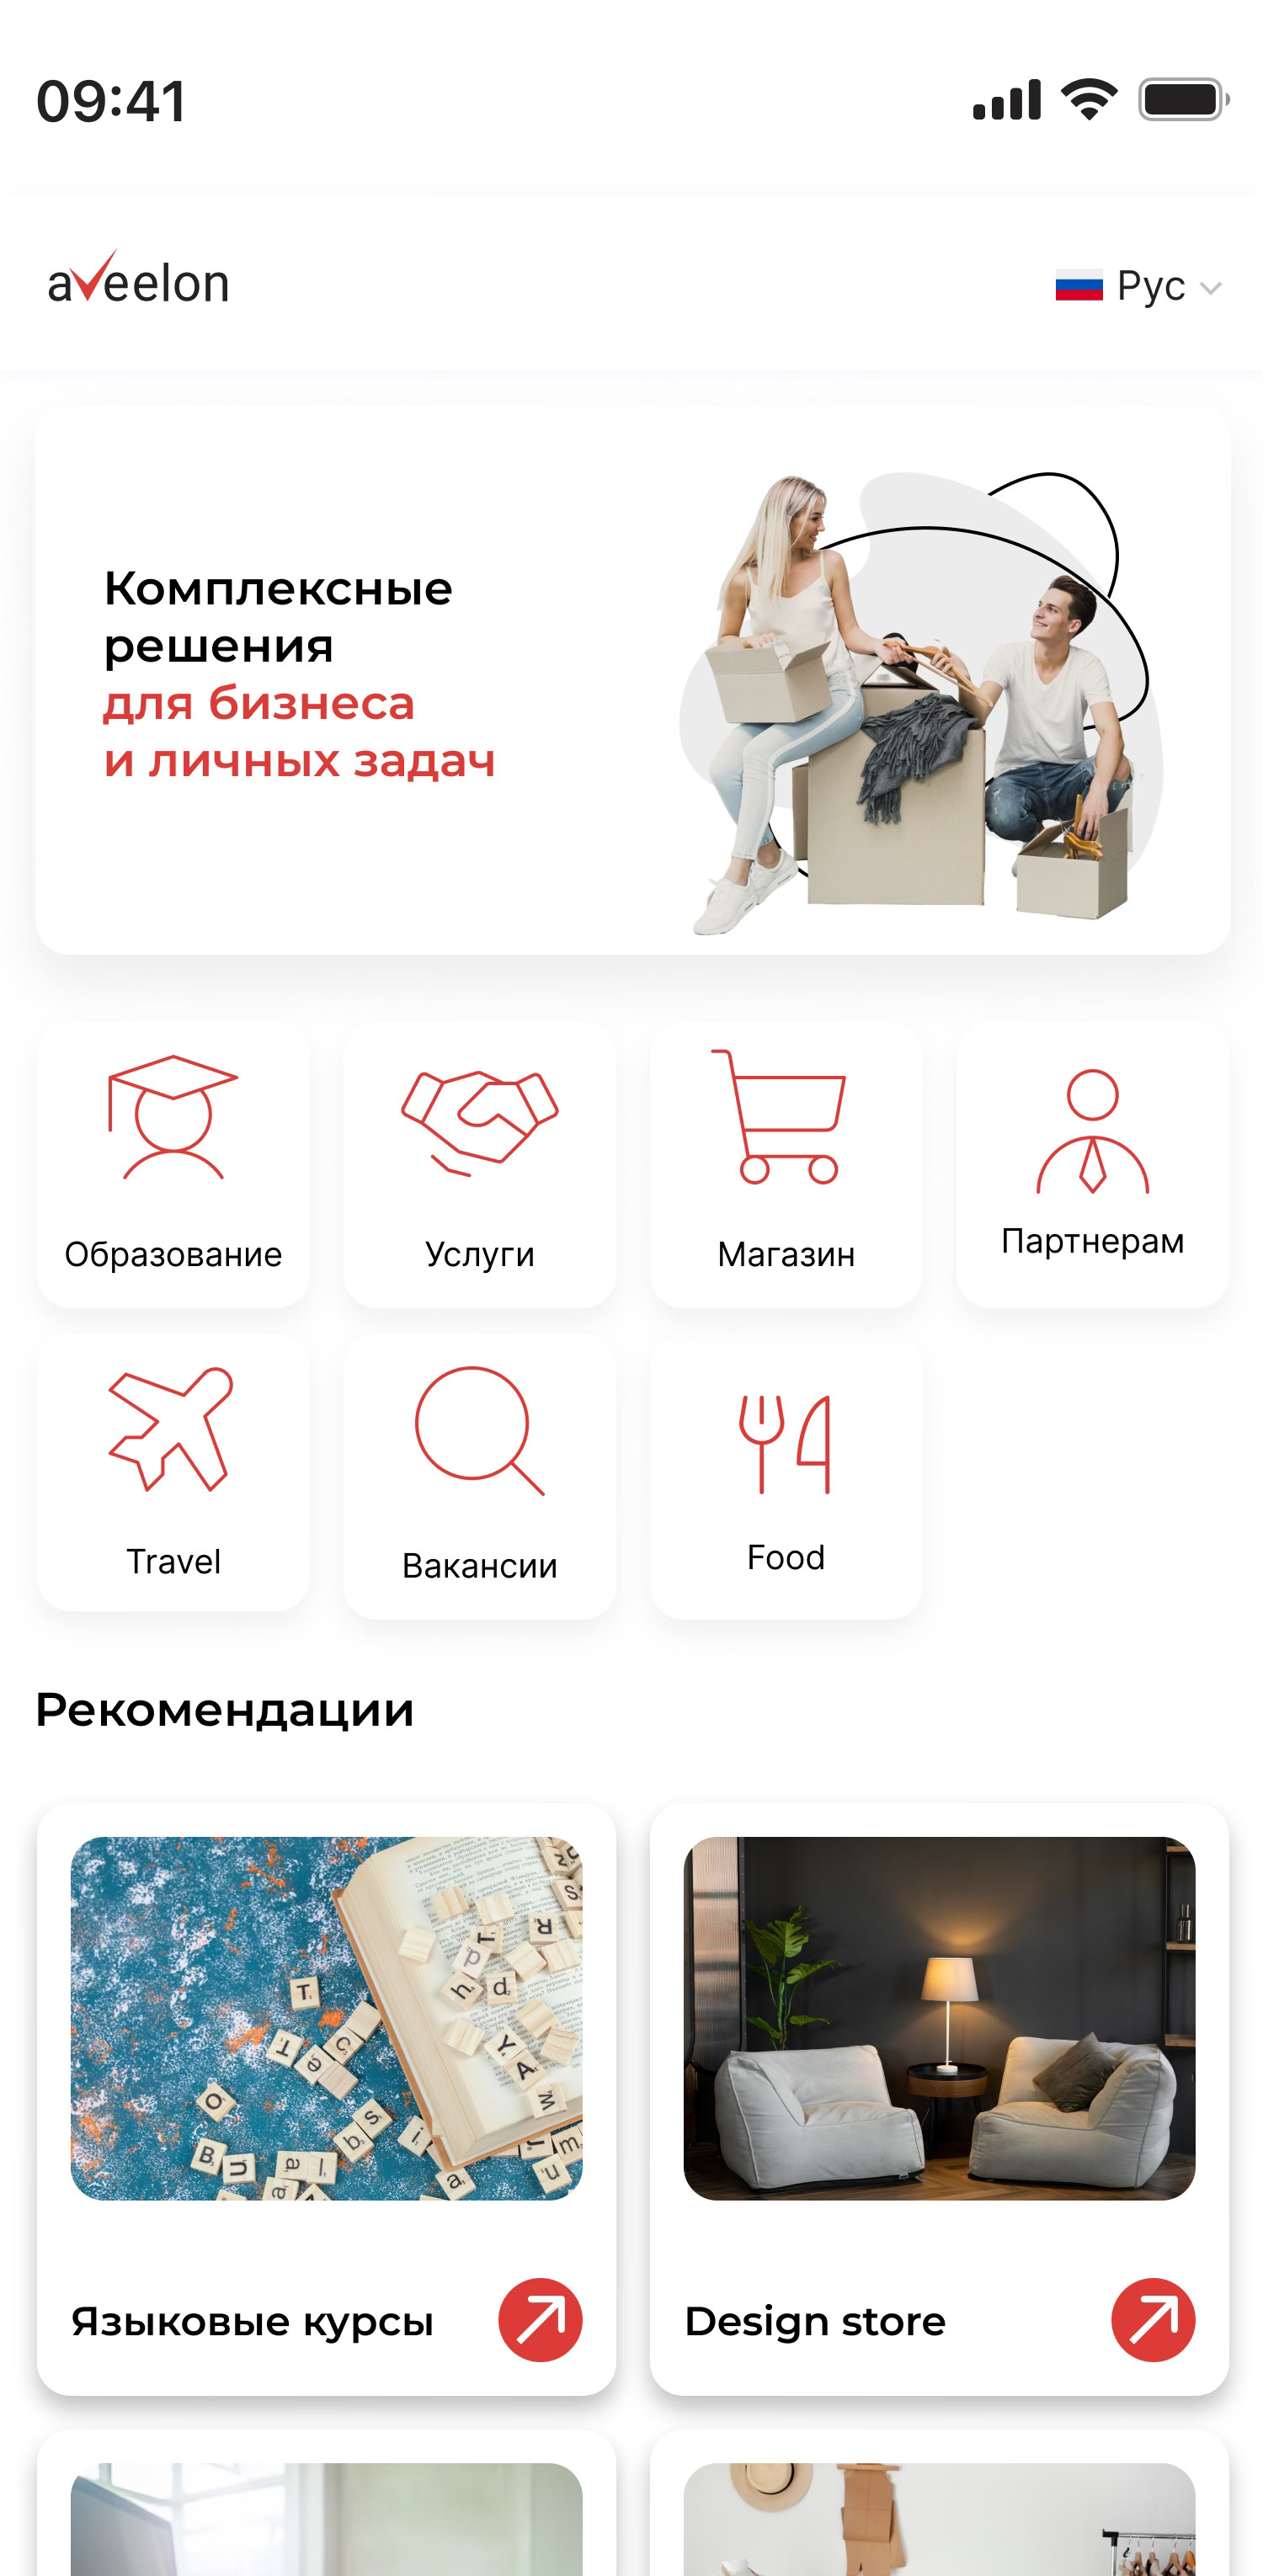 09:41
aveelon
Рус
Комплексные
решения
для бизнеса
и личных задач
Образование
Услуги
Магазин
Партнерам
Travel
Вакансии
Food
Рекомендации
Языковые курсы
Design store